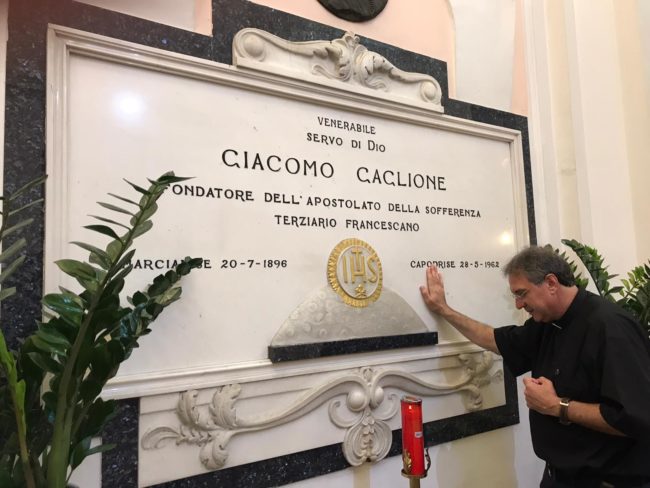 VENERABILE
SERVO DI DIO
GIACOMO GAGLIONE
FONDATORE DELL'APOSTOLATO DELLA SOFFERENZA
TERZIARIO FRANCESCANO
20-7-1896 CAPODRISE 28-5-1962
IHS